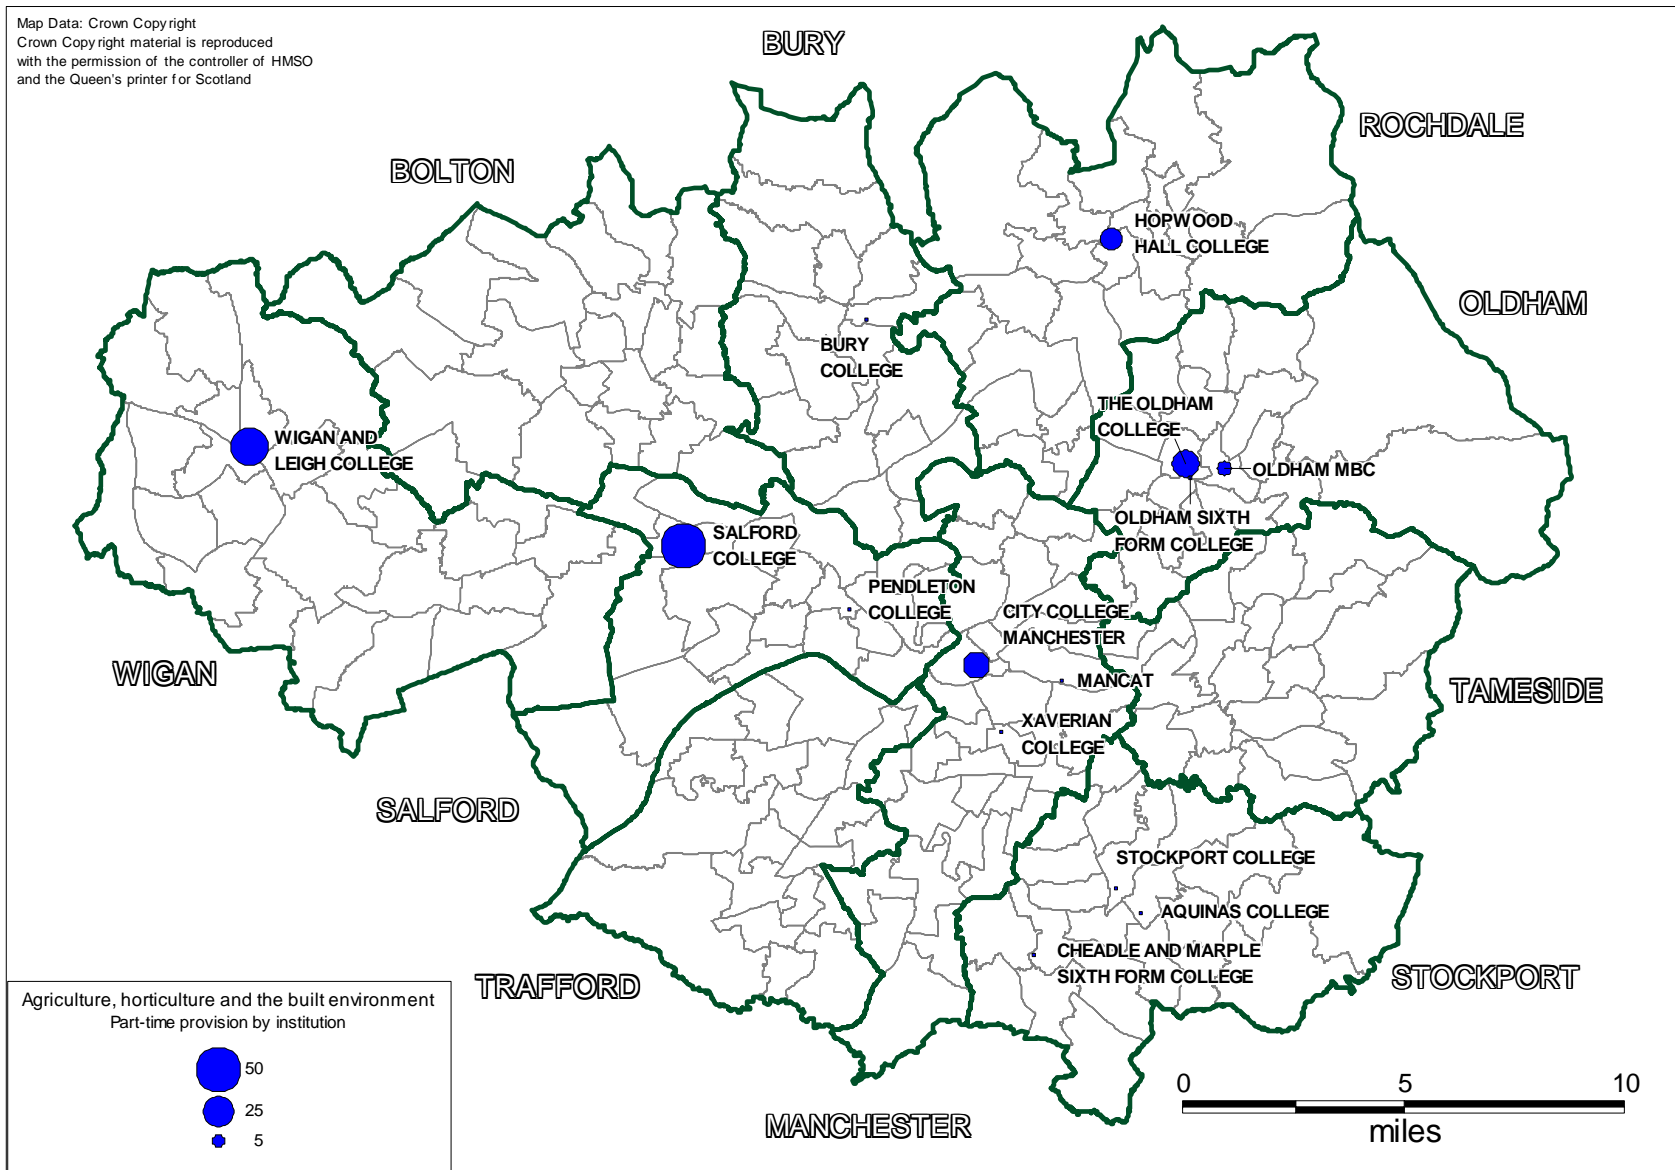 Map Data: Crown Copyright
Crown Copyright material is reproduced
with the permission of the controller of HMSO
and the Queen's printer for Scotland
BURY
ROCHDALE
BOLTON
HOPWOOD
HALL COLLEGE
OLDHAM
BURY
COLLEGE
THE OLDHAM
COLLEGE
WIGAN AND
LEIGH COLLEGE
OLDHAM MBC
OLDHAM SIXTH
FORM COLLEGE
SALFORD
COLLEGE
PENDLETON
COLLEGE
CITY COLLEGE
MANCHESTER
WIGAN
MANCAT
TAMESIDE
XAVERIAN
COLLEGE
SALFORD
STOCKPORT COLLEGE
AQUINAS COLLEGE
CHEADLE AND MARPLE
SIXTH FORM COLLEGE
TRAFFORD
STOCKPORT
Agriculture, horticulture and the built environment
Part-time provision by institution
50
25
5
0 5 10
miles
MANCHESTER